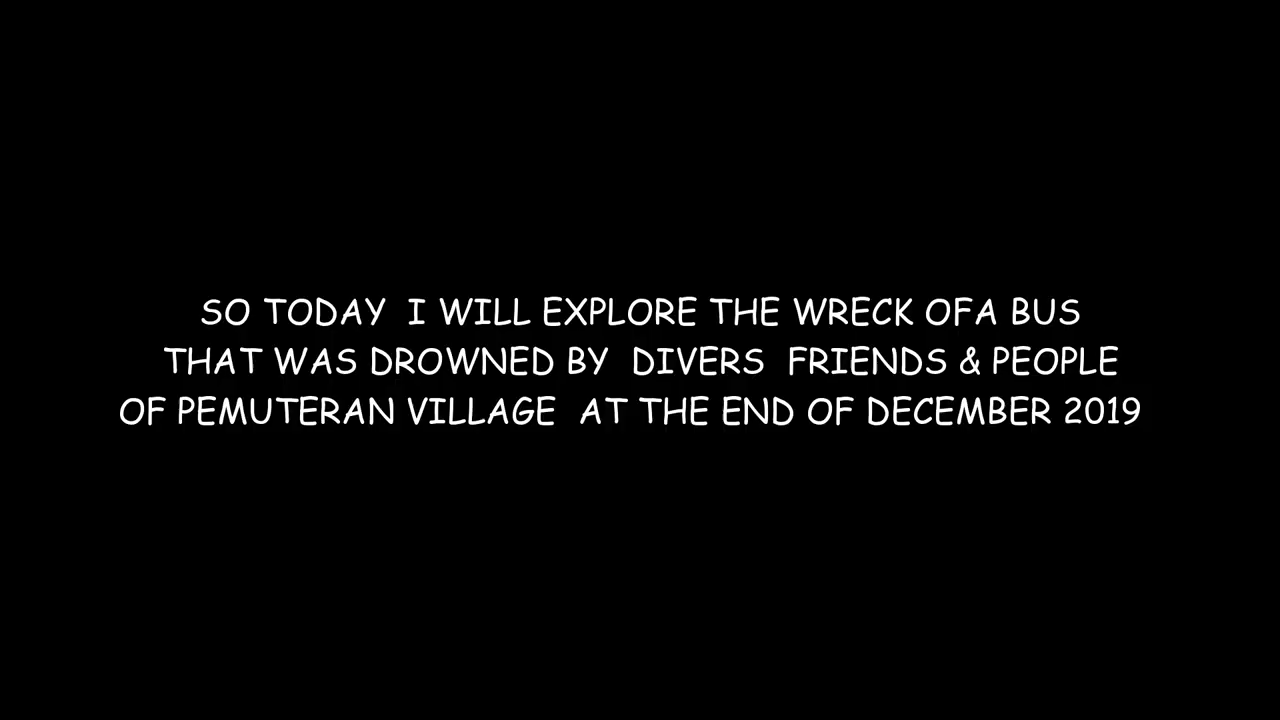 SO TODAY I WILL EXPLORE THE WRECK OFA BUS
THAT WAS DROWNED BY DIVERS FRIENDS & PEOPLE
OF PEMUTERAN VILLAGE AT THE END OF DECEMBER 2019